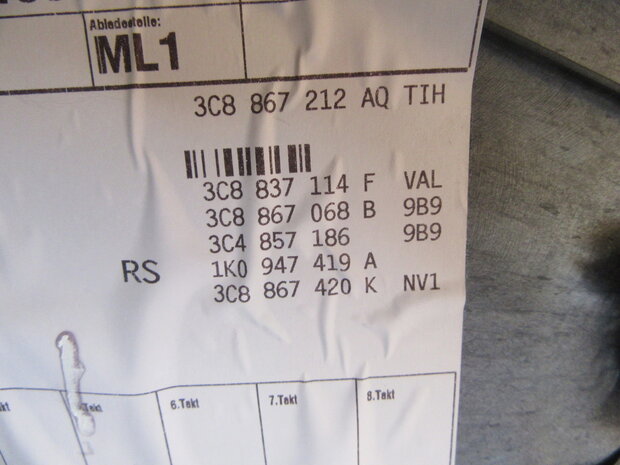 Abladestelle:
ML1
3C8 867 212 AQ TIH
3C8 837 114 F VAL
3C8 867 068 B 9B9
3C4 857 186 9B9
RS 1K0 947 419 A
3C8 867 420 K NV1
6.Takt 7.Takt 8.Takt